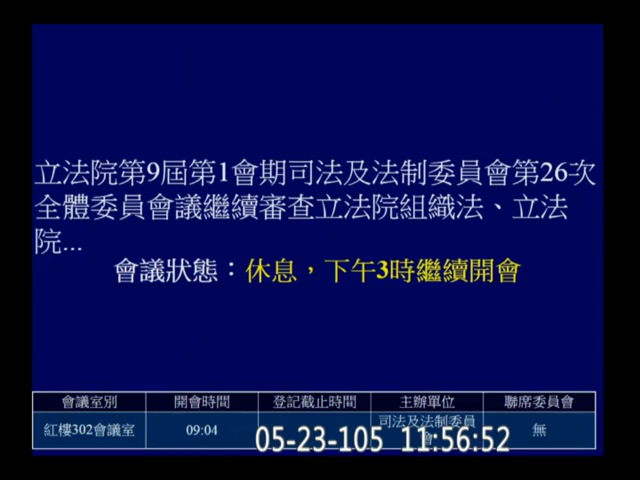 立法院第9屆第1會期司法及法制委員會第26次
全體委員會議繼續審查立法院組織法、立法
院...
會議狀態：休息，下午3時繼續開會
會議室別 開會時間 登記截止時間 主辦單位 聯席委員會
紅樓302會議室 09:04 司法及法制委員會 無
05-23-105 11:56:52